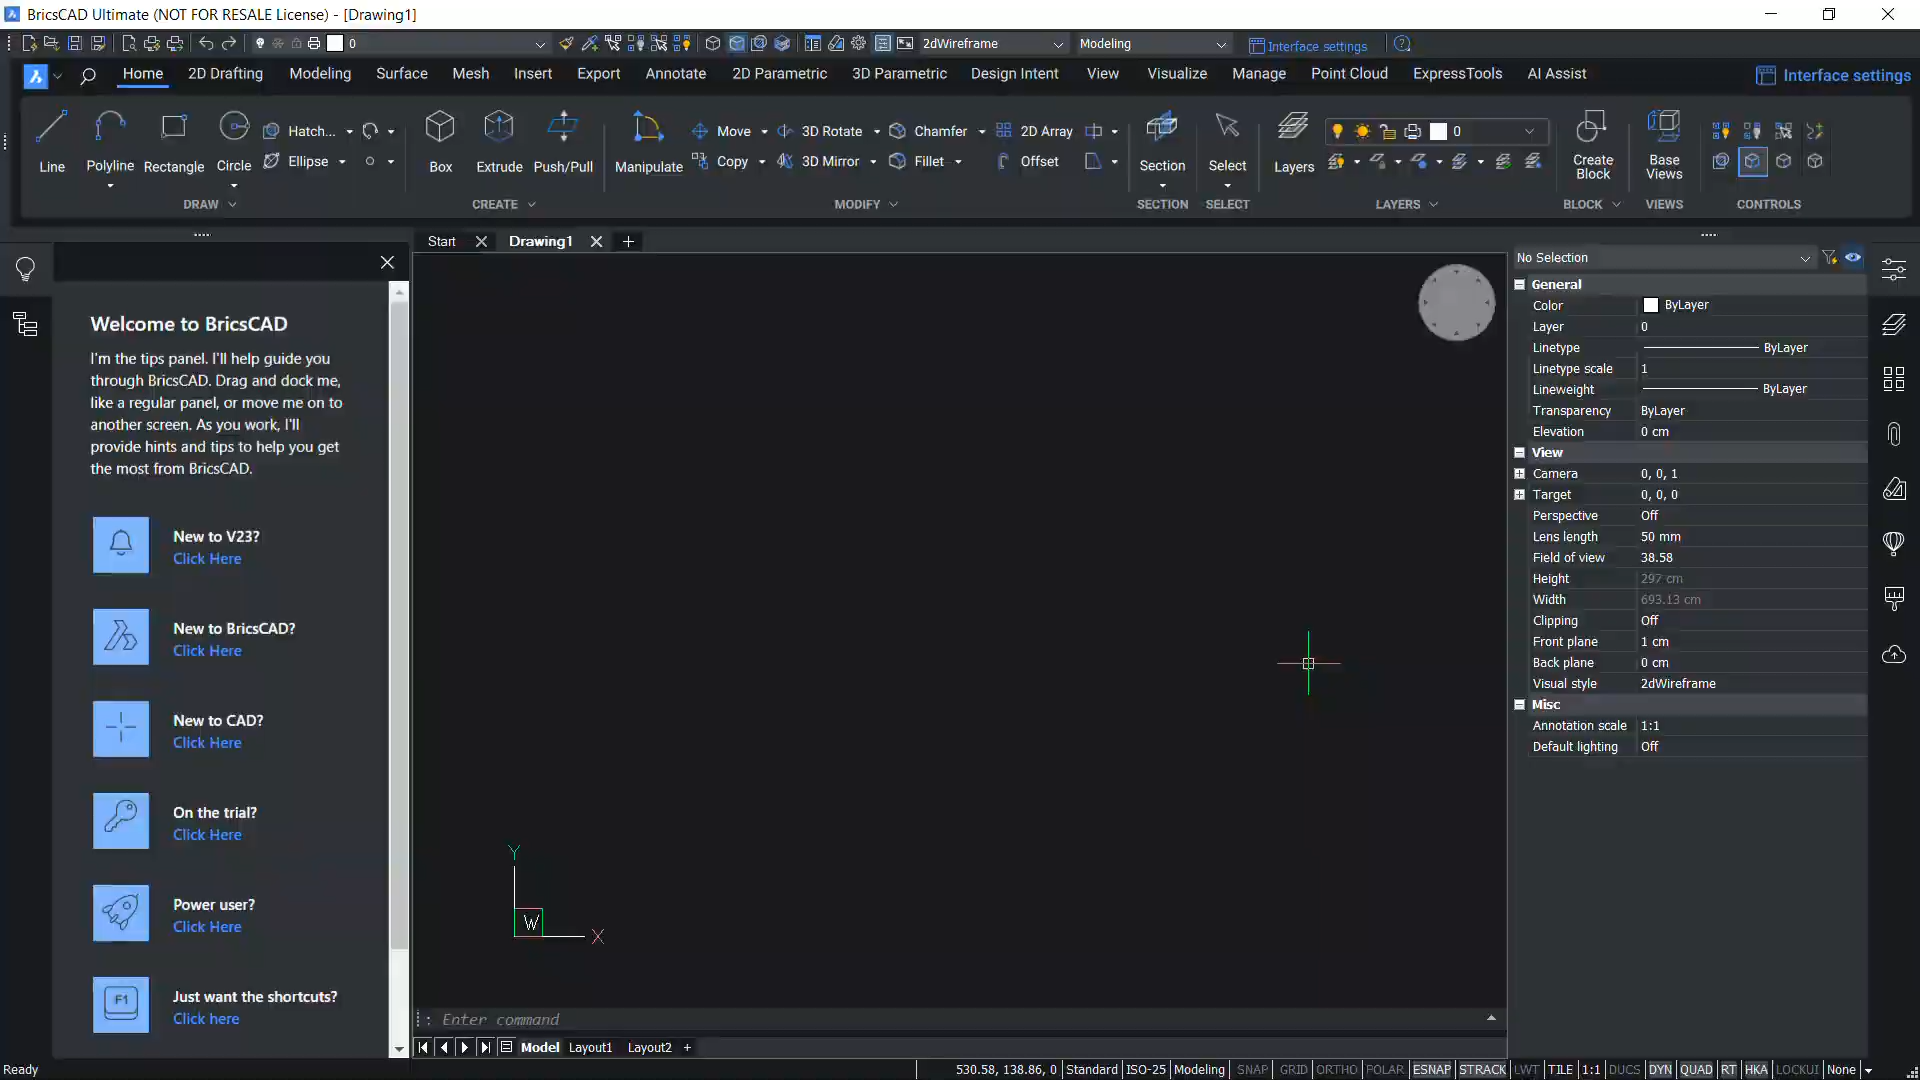 BricsCAD Ultimate (NOT FOR RESALE License) - [Drawing1]
0 2dWireframe Modeling Interface settings
Home 2D Drafting Modeling Surface Mesh Insert Export Annotate 2D Parametric 3D Parametric Design Intent View Visualize Manage Point Cloud ExpressTools AI Assist Interface settings
Hatch... Move 3D Rotate Chamfer 2D Array 0
Line Polyline Rectangle Circle Ellipse Box Extrude Push/Pull Manipulate Copy 3D Mirror Fillet Offset Section Select Layers Create Block Base Views
DRAW CREATE MODIFY SECTION SELECT LAYERS BLOCK VIEWS CONTROLS
Start Drawing1
Welcome to BricsCAD
I'm the tips panel. I'll help guide you
through BricsCAD. Drag and dock me,
like a regular panel, or move me on to
another screen. As you work, I'll
provide hints and tips to help you get
the most from BricsCAD.
New to V23?
Click Here
New to BricsCAD?
Click Here
New to CAD?
Click Here
On the trial?
Click Here
Power user?
Click Here
F1
Just want the shortcuts?
Click here
Y
W
X
: Enter command
Model Layout1 Layout2 +
No Selection
General
Color ByLayer
Layer 0
Linetype ByLayer
Linetype scale 1
Lineweight ByLayer
Transparency ByLayer
Elevation 0 cm
View
Camera 0, 0, 1
Target 0, 0, 0
Perspective Off
Lens length 50 mm
Field of view 38.58
Height 297 cm
Width 693.13 cm
Clipping Off
Front plane 1 cm
Back plane 0 cm
Visual style 2dWireframe
Misc
Annotation scale 1:1
Default lighting Off
Ready 530.58, 138.86, 0 Standard ISO-25 Modeling SNAP GRID ORTHO POLAR ESNAP STRACK LWT TILE 1:1 DUCS DYN QUAD RT HKA LOCKUI None